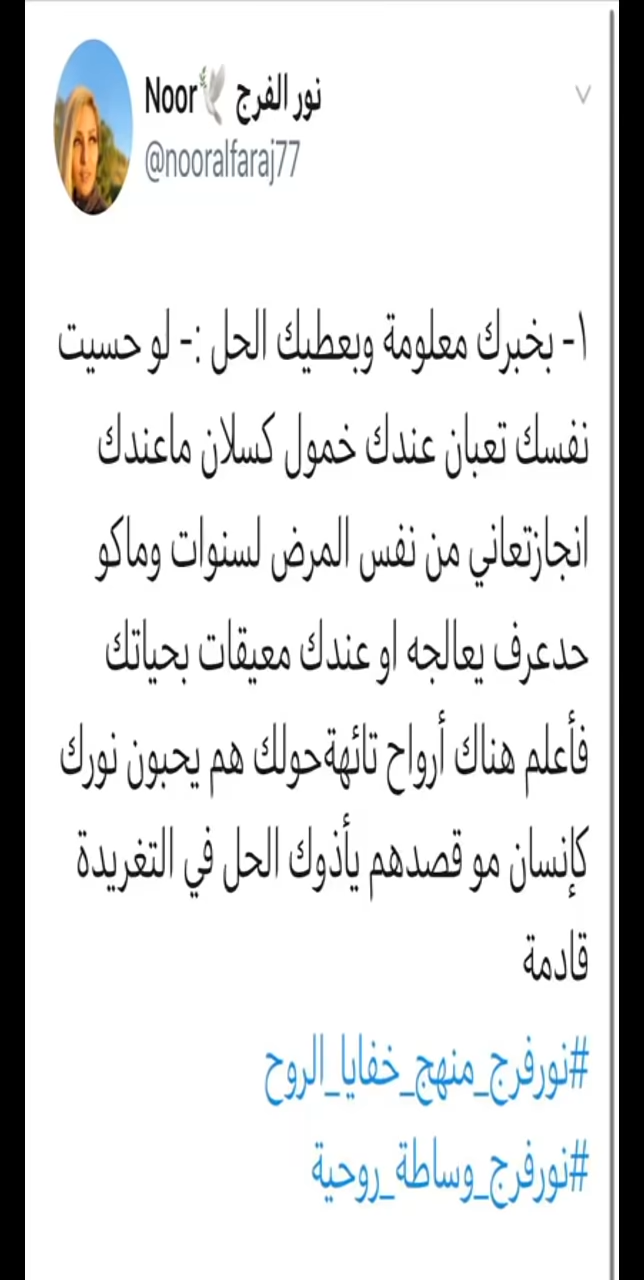 Noor🕊 نور الفرج
@nooralfaraj77
١- بخبرك معلومة وبعطيك الحل :- لو حسيت
نفسك تعبان عندك خمول كسلان ماعندك
انجازتعاني من نفس المرض لسنوات وماكو
حدعرف يعالجه او عندك معيقات بحياتك
فأعلم هناك أرواح تائهةحولك هم يحبون نورك
كإنسان مو قصدهم يأذوك الحل في التغريدة
قادمة
#نورفرج_منهج_خفايا_الروح
#نورفرج_وساطة_روحية